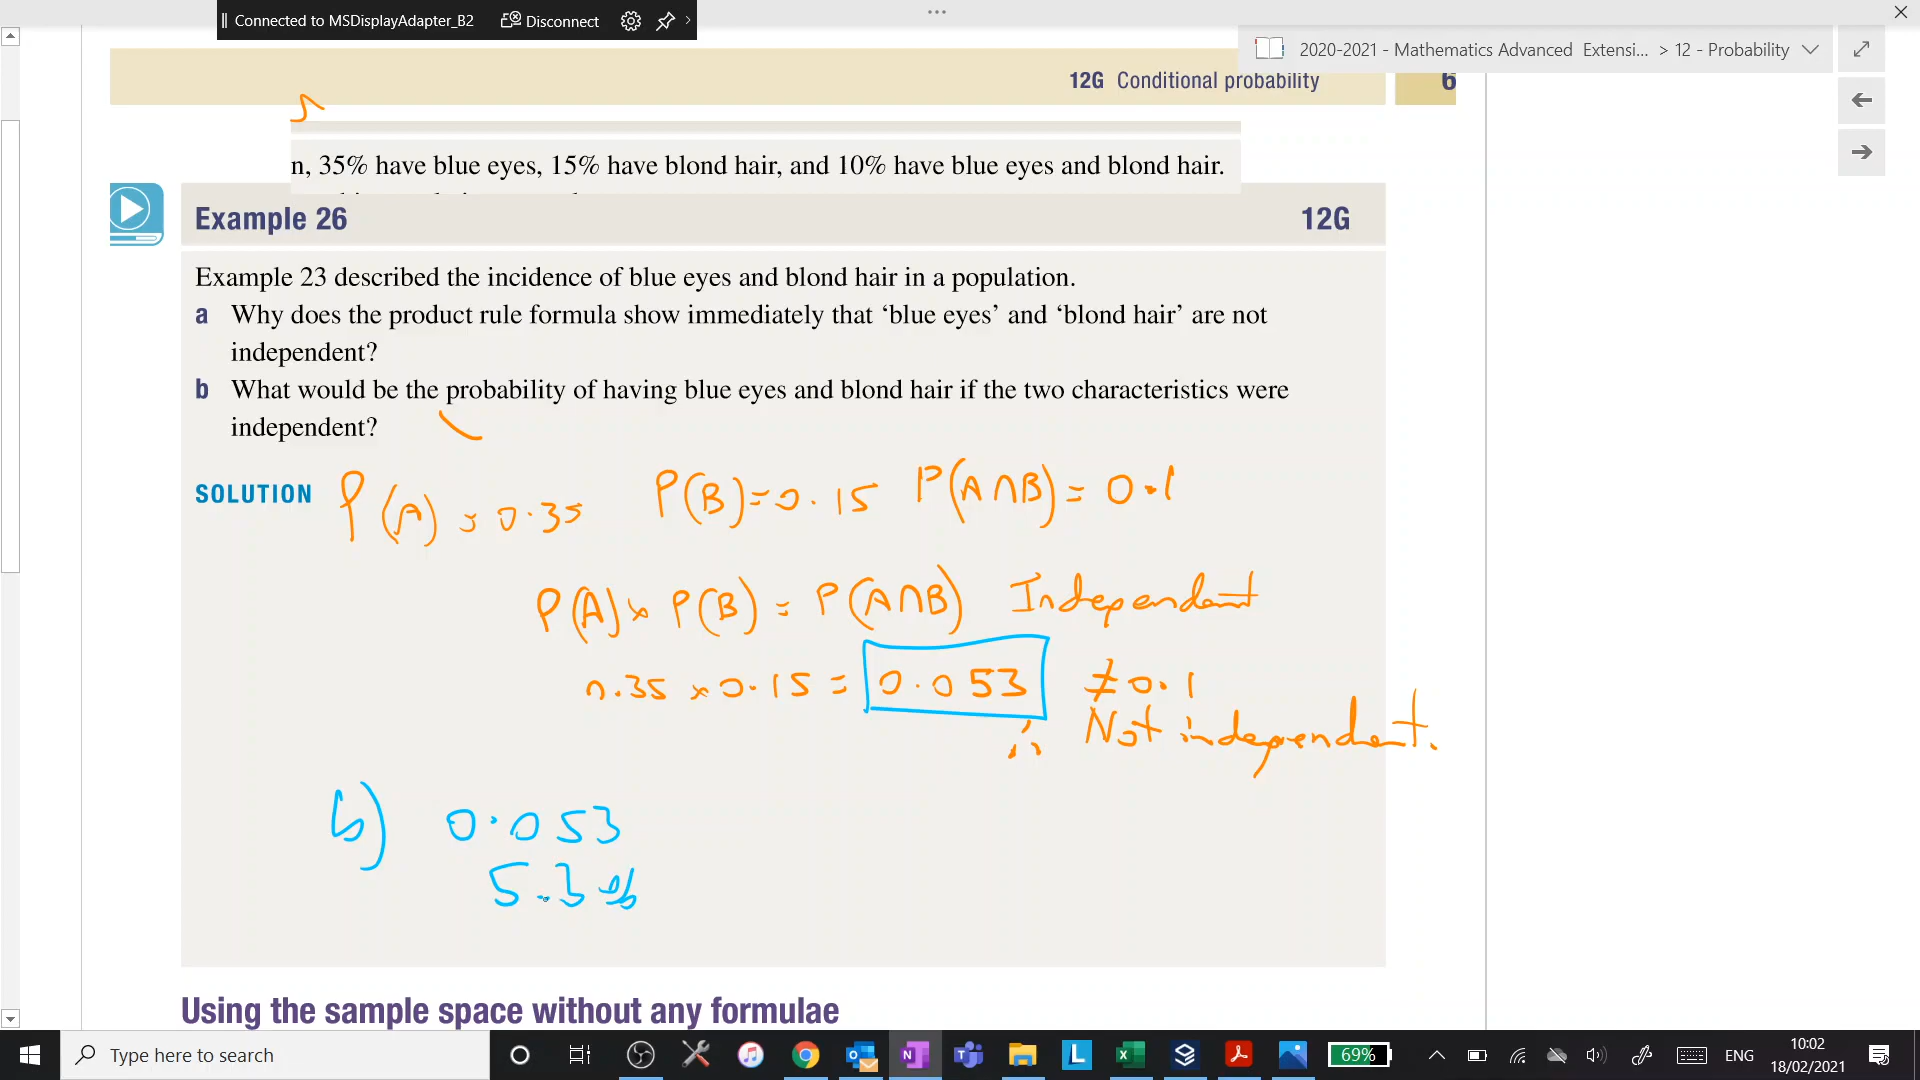 Connected to MSDisplayAdapter_B2 Disconnect
2020-2021 - Mathematics Advanced Extensi... > 12 - Probability
12G Conditional probability 6
n, 35% have blue eyes, 15% have blond hair, and 10% have blue eyes and blond hair.
Example 26 12G
Example 23 described the incidence of blue eyes and blond hair in a population.
a Why does the product rule formula show immediately that ‘blue eyes’ and ‘blond hair’ are not
independent?
b What would be the probability of having blue eyes and blond hair if the two characteristics were
independent?
SOLUTION P(A) = 0.35 P(B) = 0.15 P(A∩B) = 0.1
P(A) × P(B) = P(A∩B) Independent
0.35 × 0.15 = 0.053 ≠ 0.1
∴ Not independent.
b) 0.053
5.3%
Using the sample space without any formulae
Type here to search
69%
ENG
10:02
18/02/2021